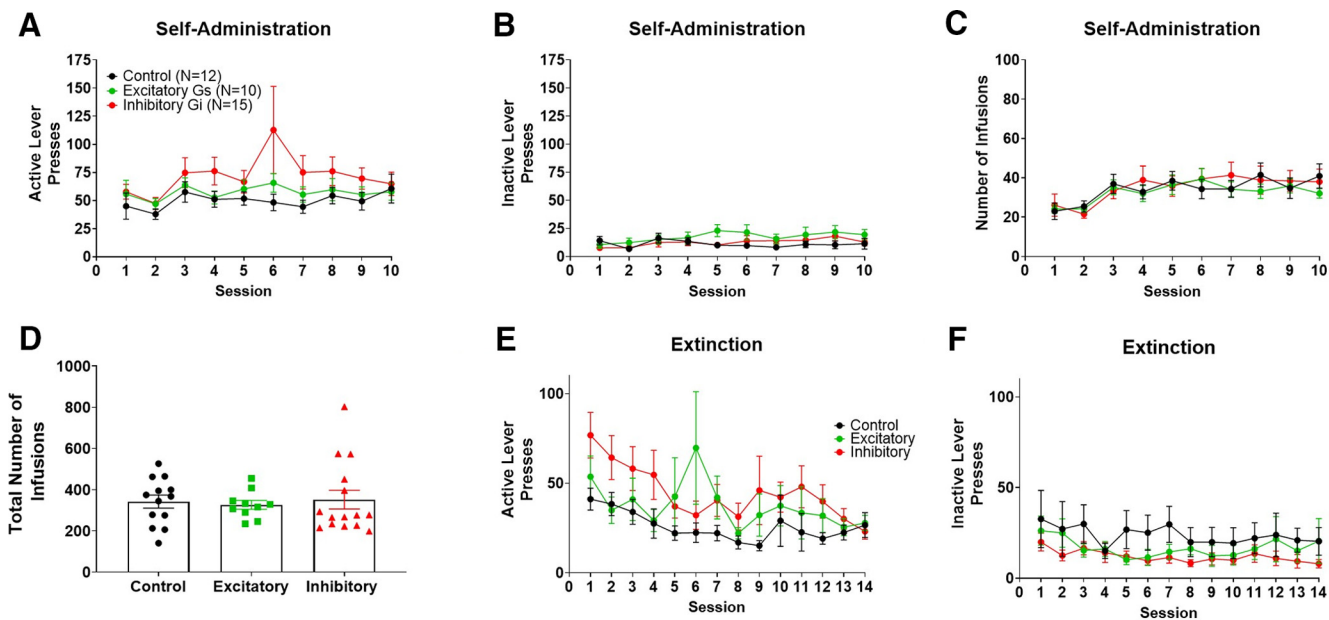 A
Self-Administration
Active Lever
Presses
175
150
125
100
75
50
25
0
Control (N=12)
Excitatory Gs (N=10)
Inhibitory Gi (N=15)
0 1 2 3 4 5 6 7 8 9 10
Session
B
Self-Administration
Inactive Lever
Presses
175
150
125
100
75
50
25
0
0 1 2 3 4 5 6 7 8 9 10
Session
C
Self-Administration
Number of Infusions
100
80
60
40
20
0
0 1 2 3 4 5 6 7 8 9 10
Session
D
Total Number of
Infusions
1000
800
600
400
200
0
Control Excitatory Inhibitory
E
Extinction
Active Lever
Presses
100
50
0
Control
Excitatory
Inhibitory
0 1 2 3 4 5 6 7 8 9 10 11 12 13 14
Session
F
Extinction
Inactive Lever
Presses
100
50
0
0 1 2 3 4 5 6 7 8 9 10 11 12 13 14
Session